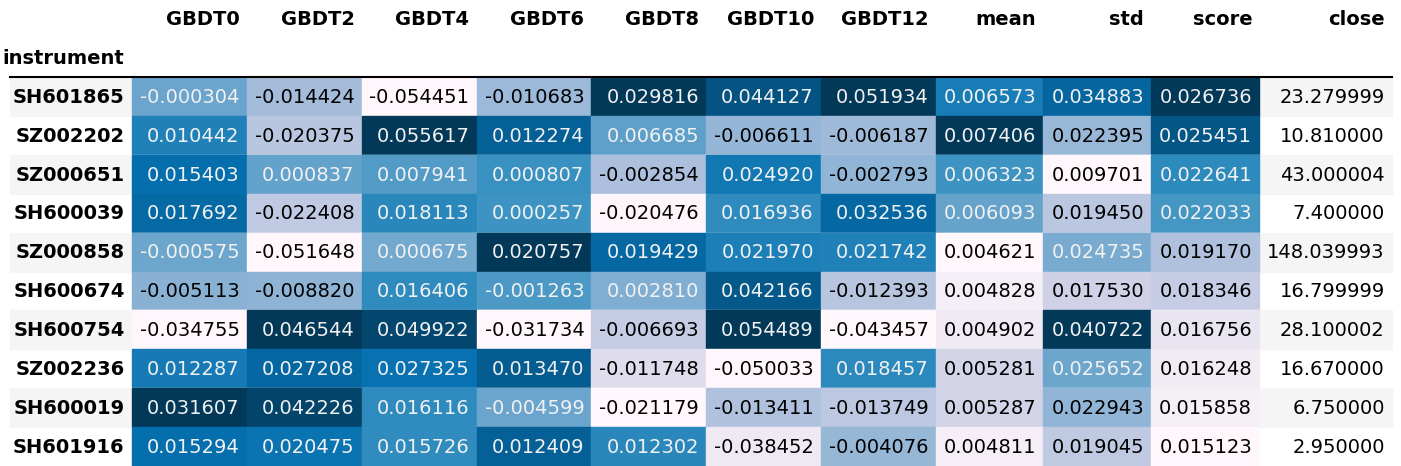 GBDT0 GBDT2 GBDT4 GBDT6 GBDT8 GBDT10 GBDT12 mean std score close
instrument
SH601865 -0.000304 -0.014424 -0.054451 -0.010683 0.029816 0.044127 0.051934 0.006573 0.034883 0.026736 23.279999
SZ002202 0.010442 -0.020375 0.055617 0.012274 0.006685 -0.006611 -0.006187 0.007406 0.022395 0.025451 10.810000
SZ000651 0.015403 0.000837 0.007941 0.000807 -0.002854 0.024920 -0.002793 0.006323 0.009701 0.022641 43.000004
SH600039 0.017692 -0.022408 0.018113 0.000257 -0.020476 0.016936 0.032536 0.006093 0.019450 0.022033 7.400000
SZ000858 -0.000575 -0.051648 0.000675 0.020757 0.019429 0.021970 0.021742 0.004621 0.024735 0.019170 148.039993
SH600674 -0.005113 -0.008820 0.016406 -0.001263 0.002810 0.042166 -0.012393 0.004828 0.017530 0.018346 16.799999
SH600754 -0.034755 0.046544 0.049922 -0.031734 -0.006693 0.054489 -0.043457 0.004902 0.040722 0.016756 28.100002
SZ002236 0.012287 0.027208 0.027325 0.013470 -0.011748 -0.050033 0.018457 0.005281 0.025652 0.016248 16.670000
SH600019 0.031607 0.042226 0.016116 -0.004599 -0.021179 -0.013411 -0.013749 0.005287 0.022943 0.015858 6.750000
SH601916 0.015294 0.020475 0.015726 0.012409 0.012302 -0.038452 -0.004076 0.004811 0.019045 0.015123 2.950000